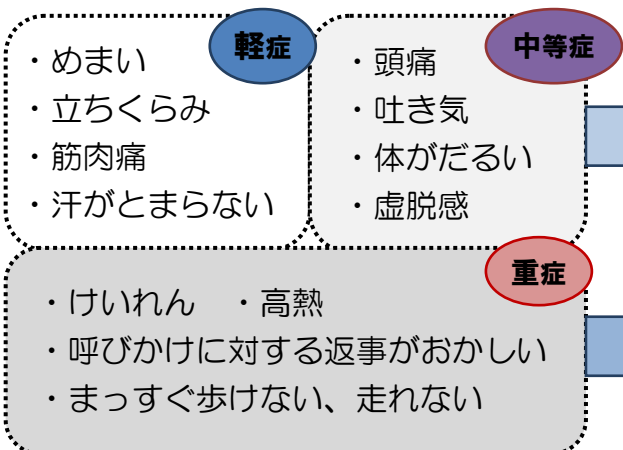 軽症
・めまい
・立ちくらみ
・筋肉痛
・汗がとまらない
中等症
・頭痛
・吐き気
・体がだるい
・虚脱感
重症
・けいれん　・高熱
・呼びかけに対する返事がおかしい
・まっすぐ歩けない、走れない